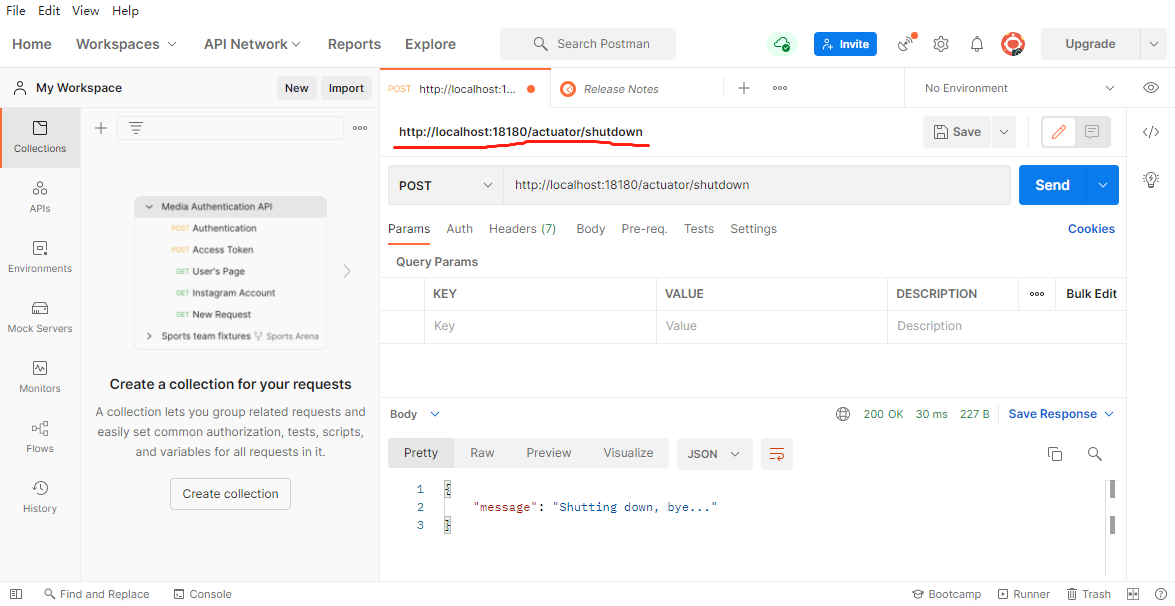 File Edit View Help
Home Workspaces API Network Reports Explore Search Postman Invite Upgrade
My Workspace New Import
POST http://localhost:1... Release Notes No Environment
Collections
APIs
Environments
Mock Servers
Monitors
Flows
History
Media Authentication API
POST Authentication
POST Access Token
GET User's Page
GET Instagram Account
GET New Request
Sports team fixtures Sports Arena
Create a collection for your requests
A collection lets you group related requests and
easily set common authorization, tests, scripts,
and variables for all requests in it.
Create collection
http://localhost:18180/actuator/shutdown Save
POST http://localhost:18180/actuator/shutdown Send
Params Auth Headers (7) Body Pre-req. Tests Settings Cookies
Query Params
KEY VALUE DESCRIPTION Bulk Edit
Key Value Description
Body 200 OK 30 ms 227 B Save Response
Pretty Raw Preview Visualize JSON
1 {
2 "message": "Shutting down, bye..."
3 }
Find and Replace Console Bootcamp Runner Trash